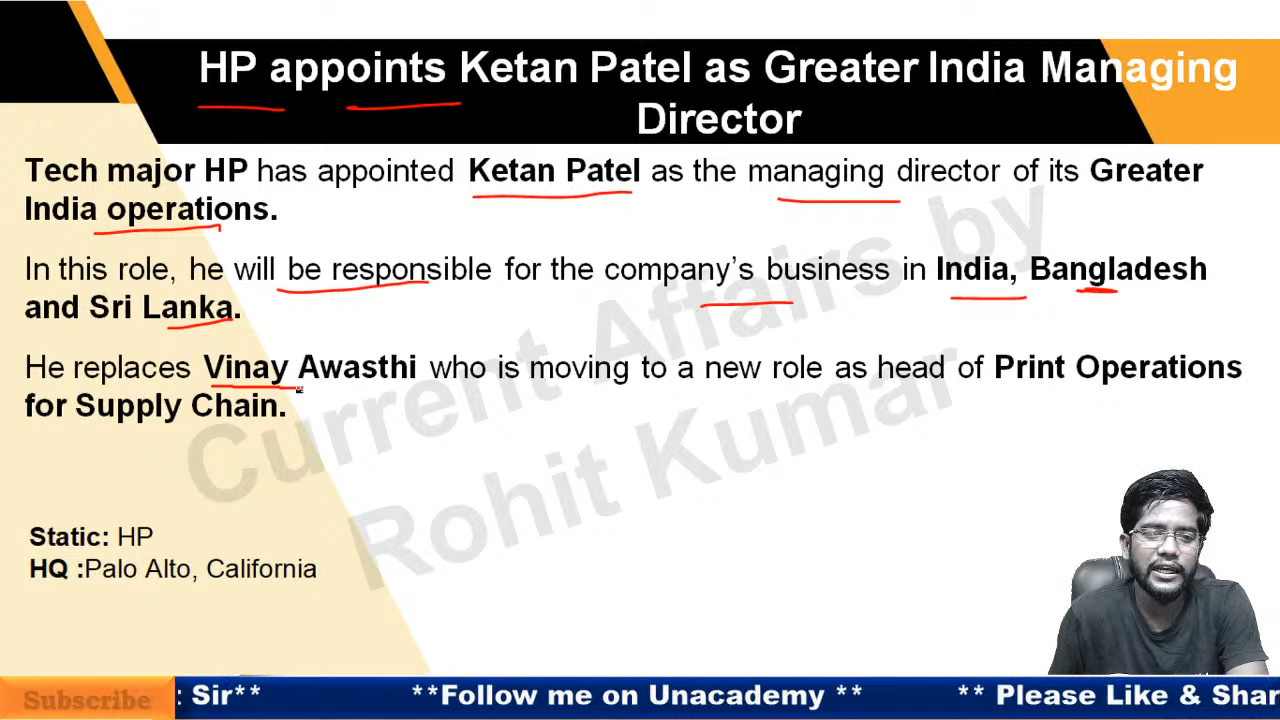 HP appoints Ketan Patel as Greater India Managing
Director
Tech major HP has appointed Ketan Patel as the managing director of its Greater
India operations.
In this role, he will be responsible for the company’s business in India, Bangladesh
and Sri Lanka.
He replaces Vinay Awasthi who is moving to a new role as head of Print Operations
for Supply Chain.
Current Affairs by
Rohit Kumar
Static: HP
HQ :Palo Alto, California
Subscribe : Sir** **Follow me on Unacademy ** ** Please Like & Shar